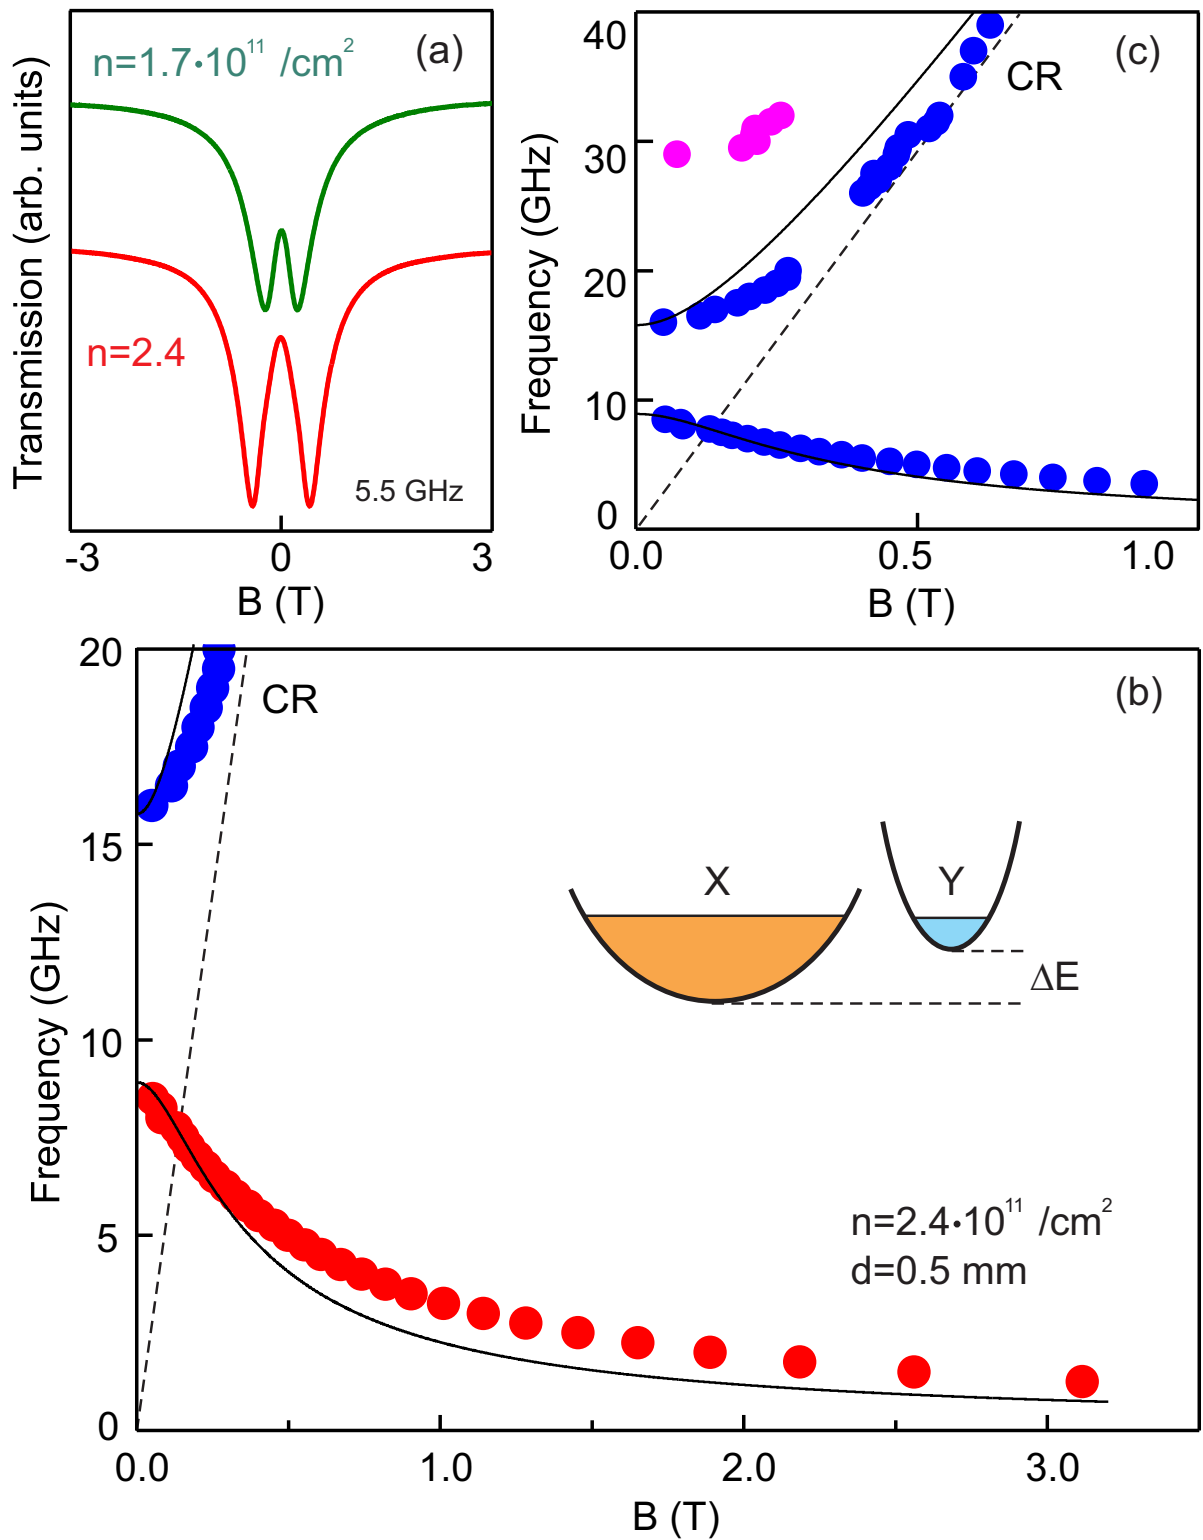 (a)
n=1.7·10¹¹ /cm²
n=2.4
5.5 GHz
Transmission (arb. units)
-3 0 3
B (T)
(c)
CR
40
30
20
10
0
Frequency (GHz)
0.0 0.5 1.0
B (T)
(b)
CR
20
15
10
5
0
Frequency (GHz)
X Y
ΔE
n=2.4·10¹¹ /cm²
d=0.5 mm
0.0 1.0 2.0 3.0
B (T)